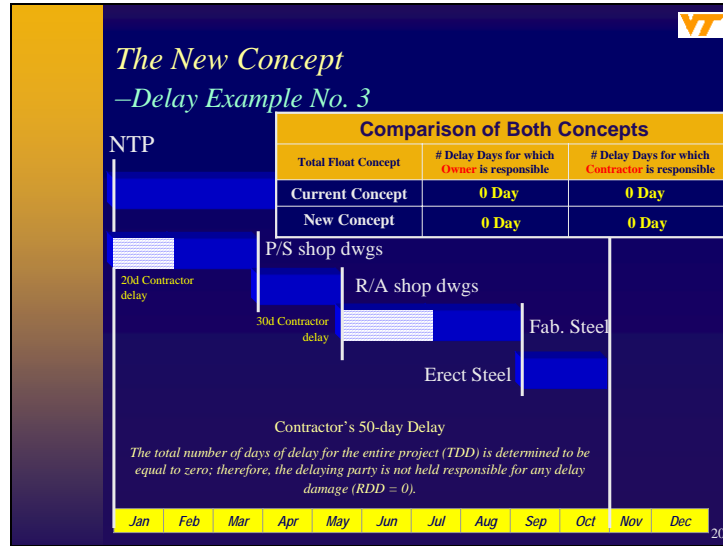 VT
The New Concept
–Delay Example No. 3
Comparison of Both Concepts
Total Float Concept
# Delay Days for which
Owner is responsible
# Delay Days for which
Contractor is responsible
Current Concept 0 Day 0 Day
New Concept 0 Day 0 Day
NTP
P/S shop dwgs
20d Contractor
delay
R/A shop dwgs
30d Contractor
delay
Fab. Steel
Erect Steel
Contractor's 50-day Delay
The total number of days of delay for the entire project (TDD) is determined to be
equal to zero; therefore, the delaying party is not held responsible for any delay
damage (RDD = 0).
Jan Feb Mar Apr May Jun Jul Aug Sep Oct Nov Dec
20